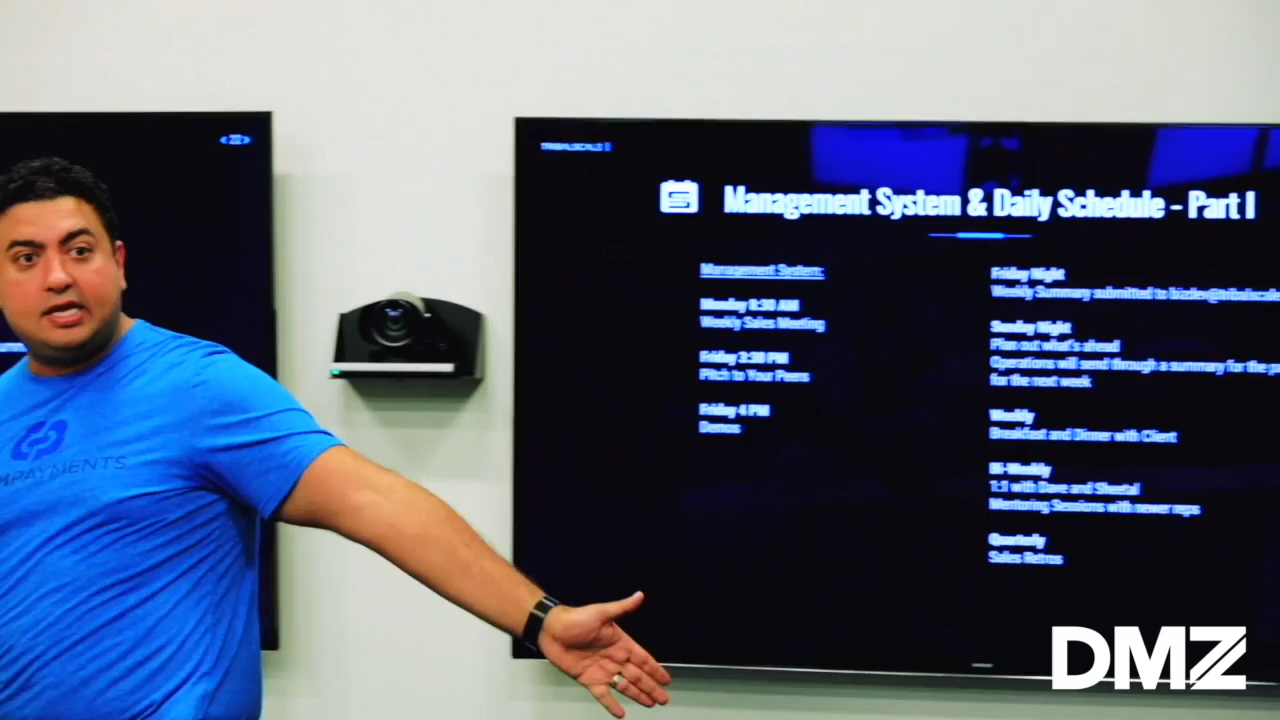 TRIBALSCALE
Management System & Daily Schedule - Part I
Management System:
Monday 8:30 AM
Weekly Sales Meeting
Friday 3:30 PM
Pitch to Your Peers
Friday 4 PM
Demos
Friday Night
Weekly Summary submitted to bizdev@tribalscale
Sunday Night
Plan out what's ahead
Operations will send through a summary for the
for the next week
Weekly
Breakfast and Dinner with Client
Bi-Weekly
1:1 with Dave and Sheetal
Mentoring Sessions with newer reps
Quarterly
Sales Retros
PAYMENTS
DMZ